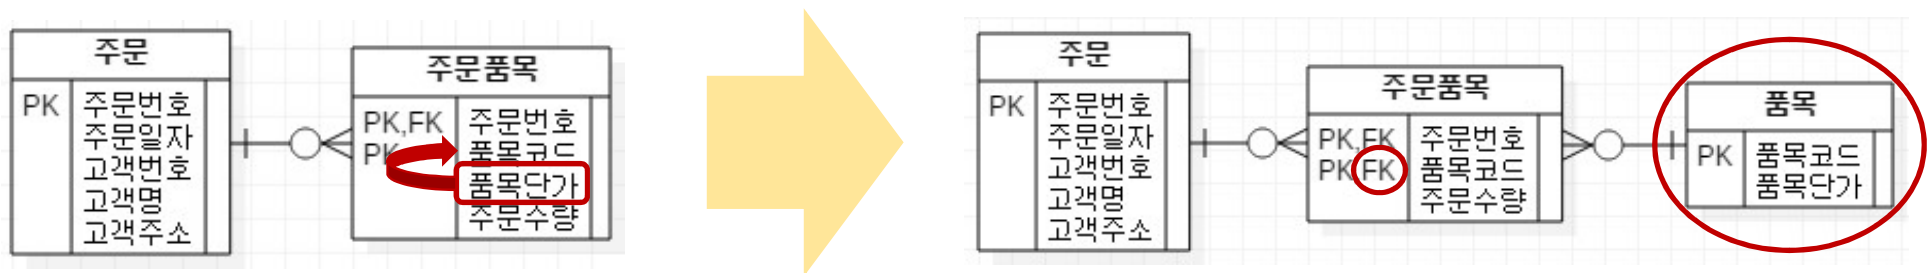 주문
PK 주문번호
주문일자
고객번호
고객명
고객주소
주문품목
PK,FK 주문번호
PK 품목코드
품목단가
주문수량
주문
PK 주문번호
주문일자
고객번호
고객명
고객주소
주문품목
PK,FK 주문번호
PK,FK 품목코드
주문수량
품목
PK 품목코드
품목단가